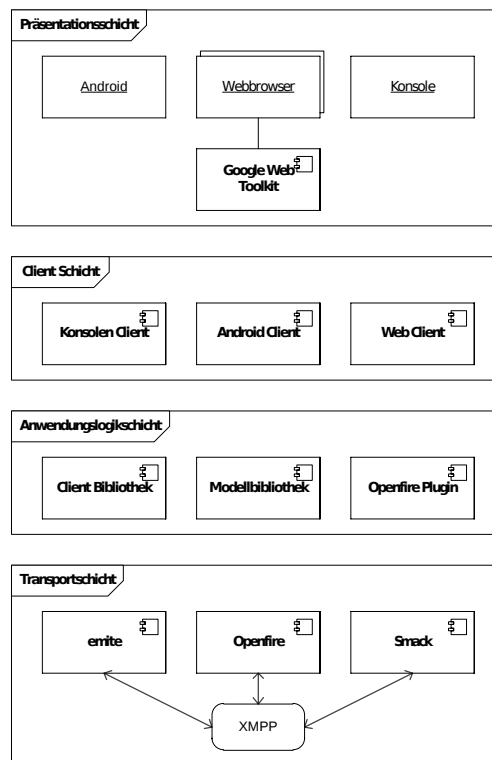 Präsentationsschicht
Android
Webbrowser
Konsole
Google Web
Toolkit
Client Schicht
Konsolen Client
Android Client
Web Client
Anwendungslogikschicht
Client Bibliothek
Modellbibliothek
Openfire Plugin
Transportschicht
emite
Openfire
Smack
XMPP